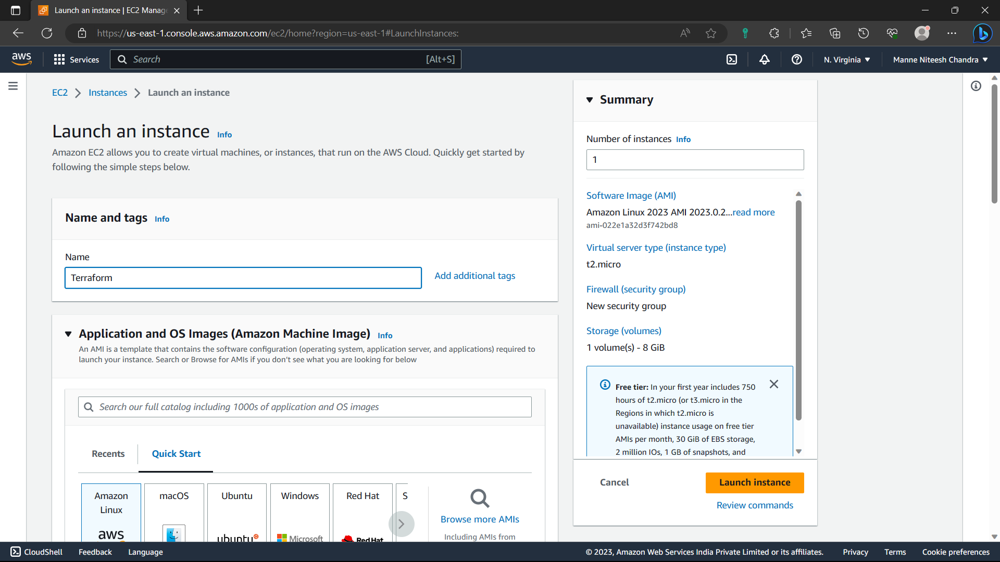 Launch an instance | EC2 Manage
https://us-east-1.console.aws.amazon.com/ec2/home?region=us-east-1#LaunchInstances:
aws
Services
Search
[Alt+S]
N. Virginia
Manne Niteesh Chandra
EC2
Instances
Launch an instance
Launch an instance Info
Amazon EC2 allows you to create virtual machines, or instances, that run on the AWS Cloud. Quickly get started by
following the simple steps below.
Name and tags Info
Name
Terraform
Add additional tags
Application and OS Images (Amazon Machine Image) Info
An AMI is a template that contains the software configuration (operating system, application server, and applications) required to
launch your instance. Search or Browse for AMIs if you don't see what you are looking for below
Search our full catalog including 1000s of application and OS images
Recents
Quick Start
Amazon
Linux
aws
macOS
Ubuntu
ubuntu
Windows
Microsoft
Red Hat
Red Hat
S
Browse more AMIs
Including AMIs from
Summary
Number of instances Info
1
Software Image (AMI)
Amazon Linux 2023 AMI 2023.0.2...read more
ami-022e1a32d3f742bd8
Virtual server type (instance type)
t2.micro
Firewall (security group)
New security group
Storage (volumes)
1 volume(s) - 8 GiB
Free tier: In your first year includes 750
hours of t2.micro (or t3.micro in the
Regions in which t2.micro is
unavailable) instance usage on free tier
AMIs per month, 30 GiB of EBS storage,
2 million IOs, 1 GB of snapshots, and
Cancel
Launch instance
Review commands
CloudShell
Feedback
Language
© 2023, Amazon Web Services India Private Limited or its affiliates.
Privacy
Terms
Cookie preferences